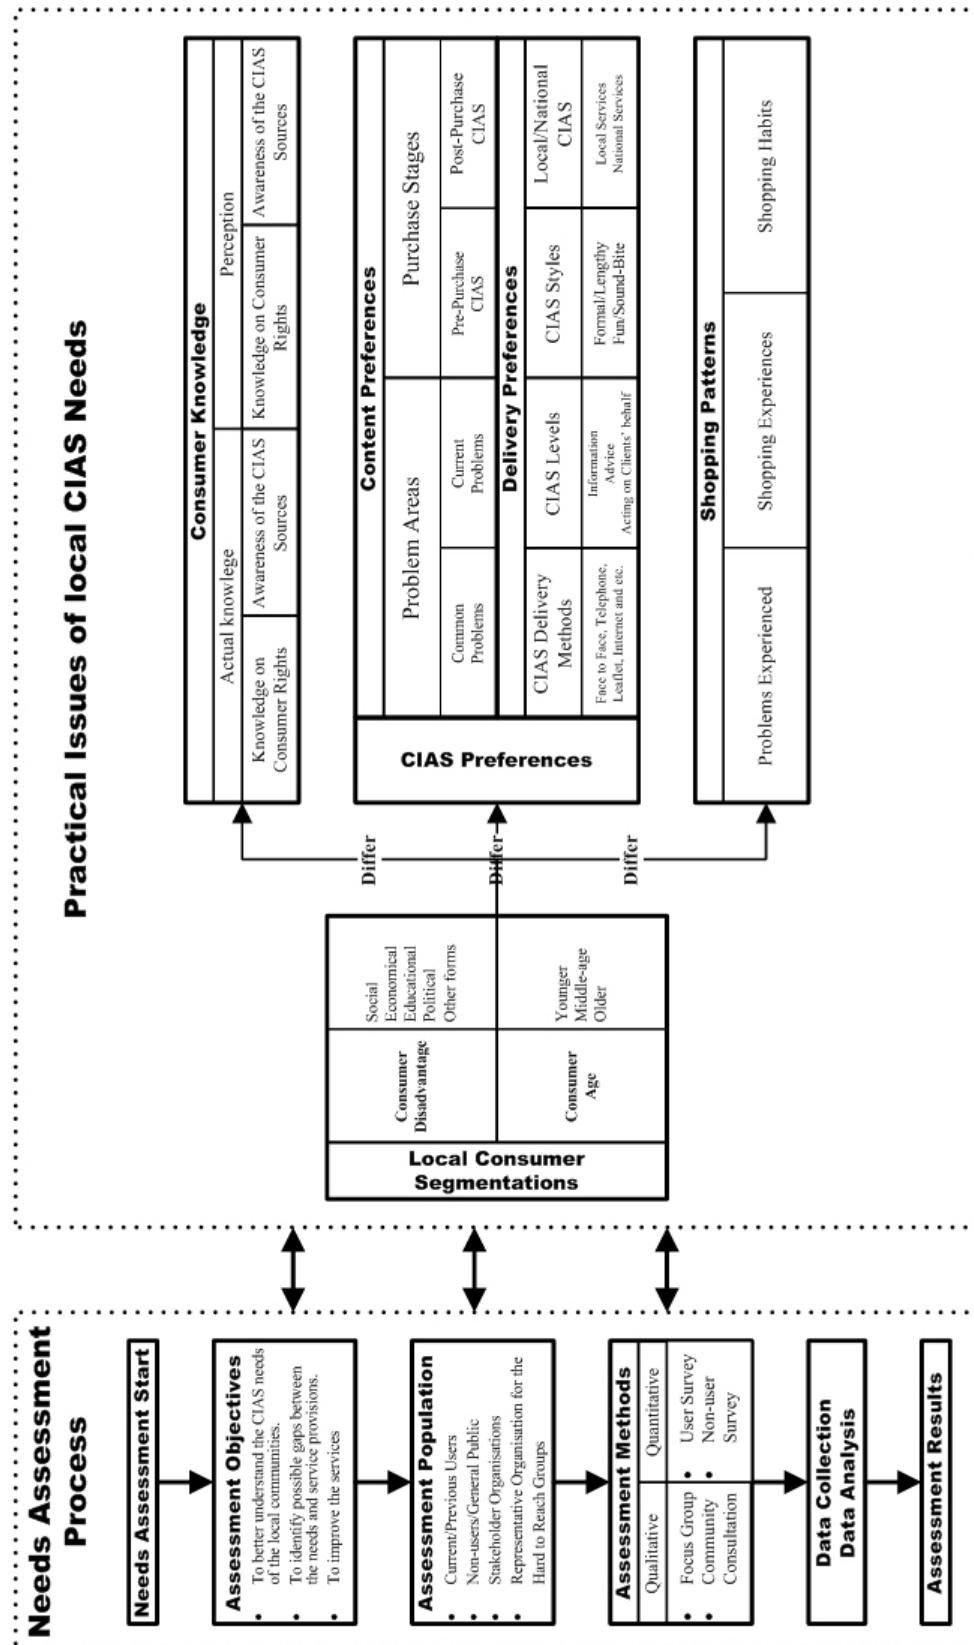 Needs Assessment
Process
Needs Assessment Start
Assessment Objectives
• To better understand the CIAS needs
of the local communities.
• To identify possible gaps between
the needs and service provisions.
• To improve the services
Assessment Population
• Current/Previous Users
• Non-users/General Public
• Stakeholder Organisations
• Representative Organisation for the
Hard to Reach Groups
Assessment Methods
Qualitative
Quantitative
• Focus Group
• Community
Consultation
• User Survey
• Non-user
Survey
Data Collection
Data Analysis
Assessment Results
Practical Issues of local CIAS Needs
Local Consumer
Segmentations
Consumer
Disadvantage
Social
Economical
Educational
Political
Other forms
Consumer
Age
Younger
Middle-age
Older
Differ
Differ
Differ
Consumer Knowledge
Actual knowlege
Perception
Knowledge on
Consumer Rights
Awareness of the CIAS
Sources
Knowledge on Consumer
Rights
Awareness of the CIAS
Sources
CIAS Preferences
Content Preferences
Problem Areas
Purchase Stages
Common
Problems
Current
Problems
Pre-Purchase
CIAS
Post-Purchase
CIAS
Delivery Preferences
CIAS Delivery
Methods
CIAS Levels
CIAS Styles
Local/National
CIAS
Face to Face, Telephone,
Leaflet, Internet and etc.
Information
Advice
Acting on Clients' behalf
Formal/Lengthy
Fun/Sound-Bite
Local Services
National Services
Shopping Patterns
Problems Experienced
Shopping Experiences
Shopping Habits